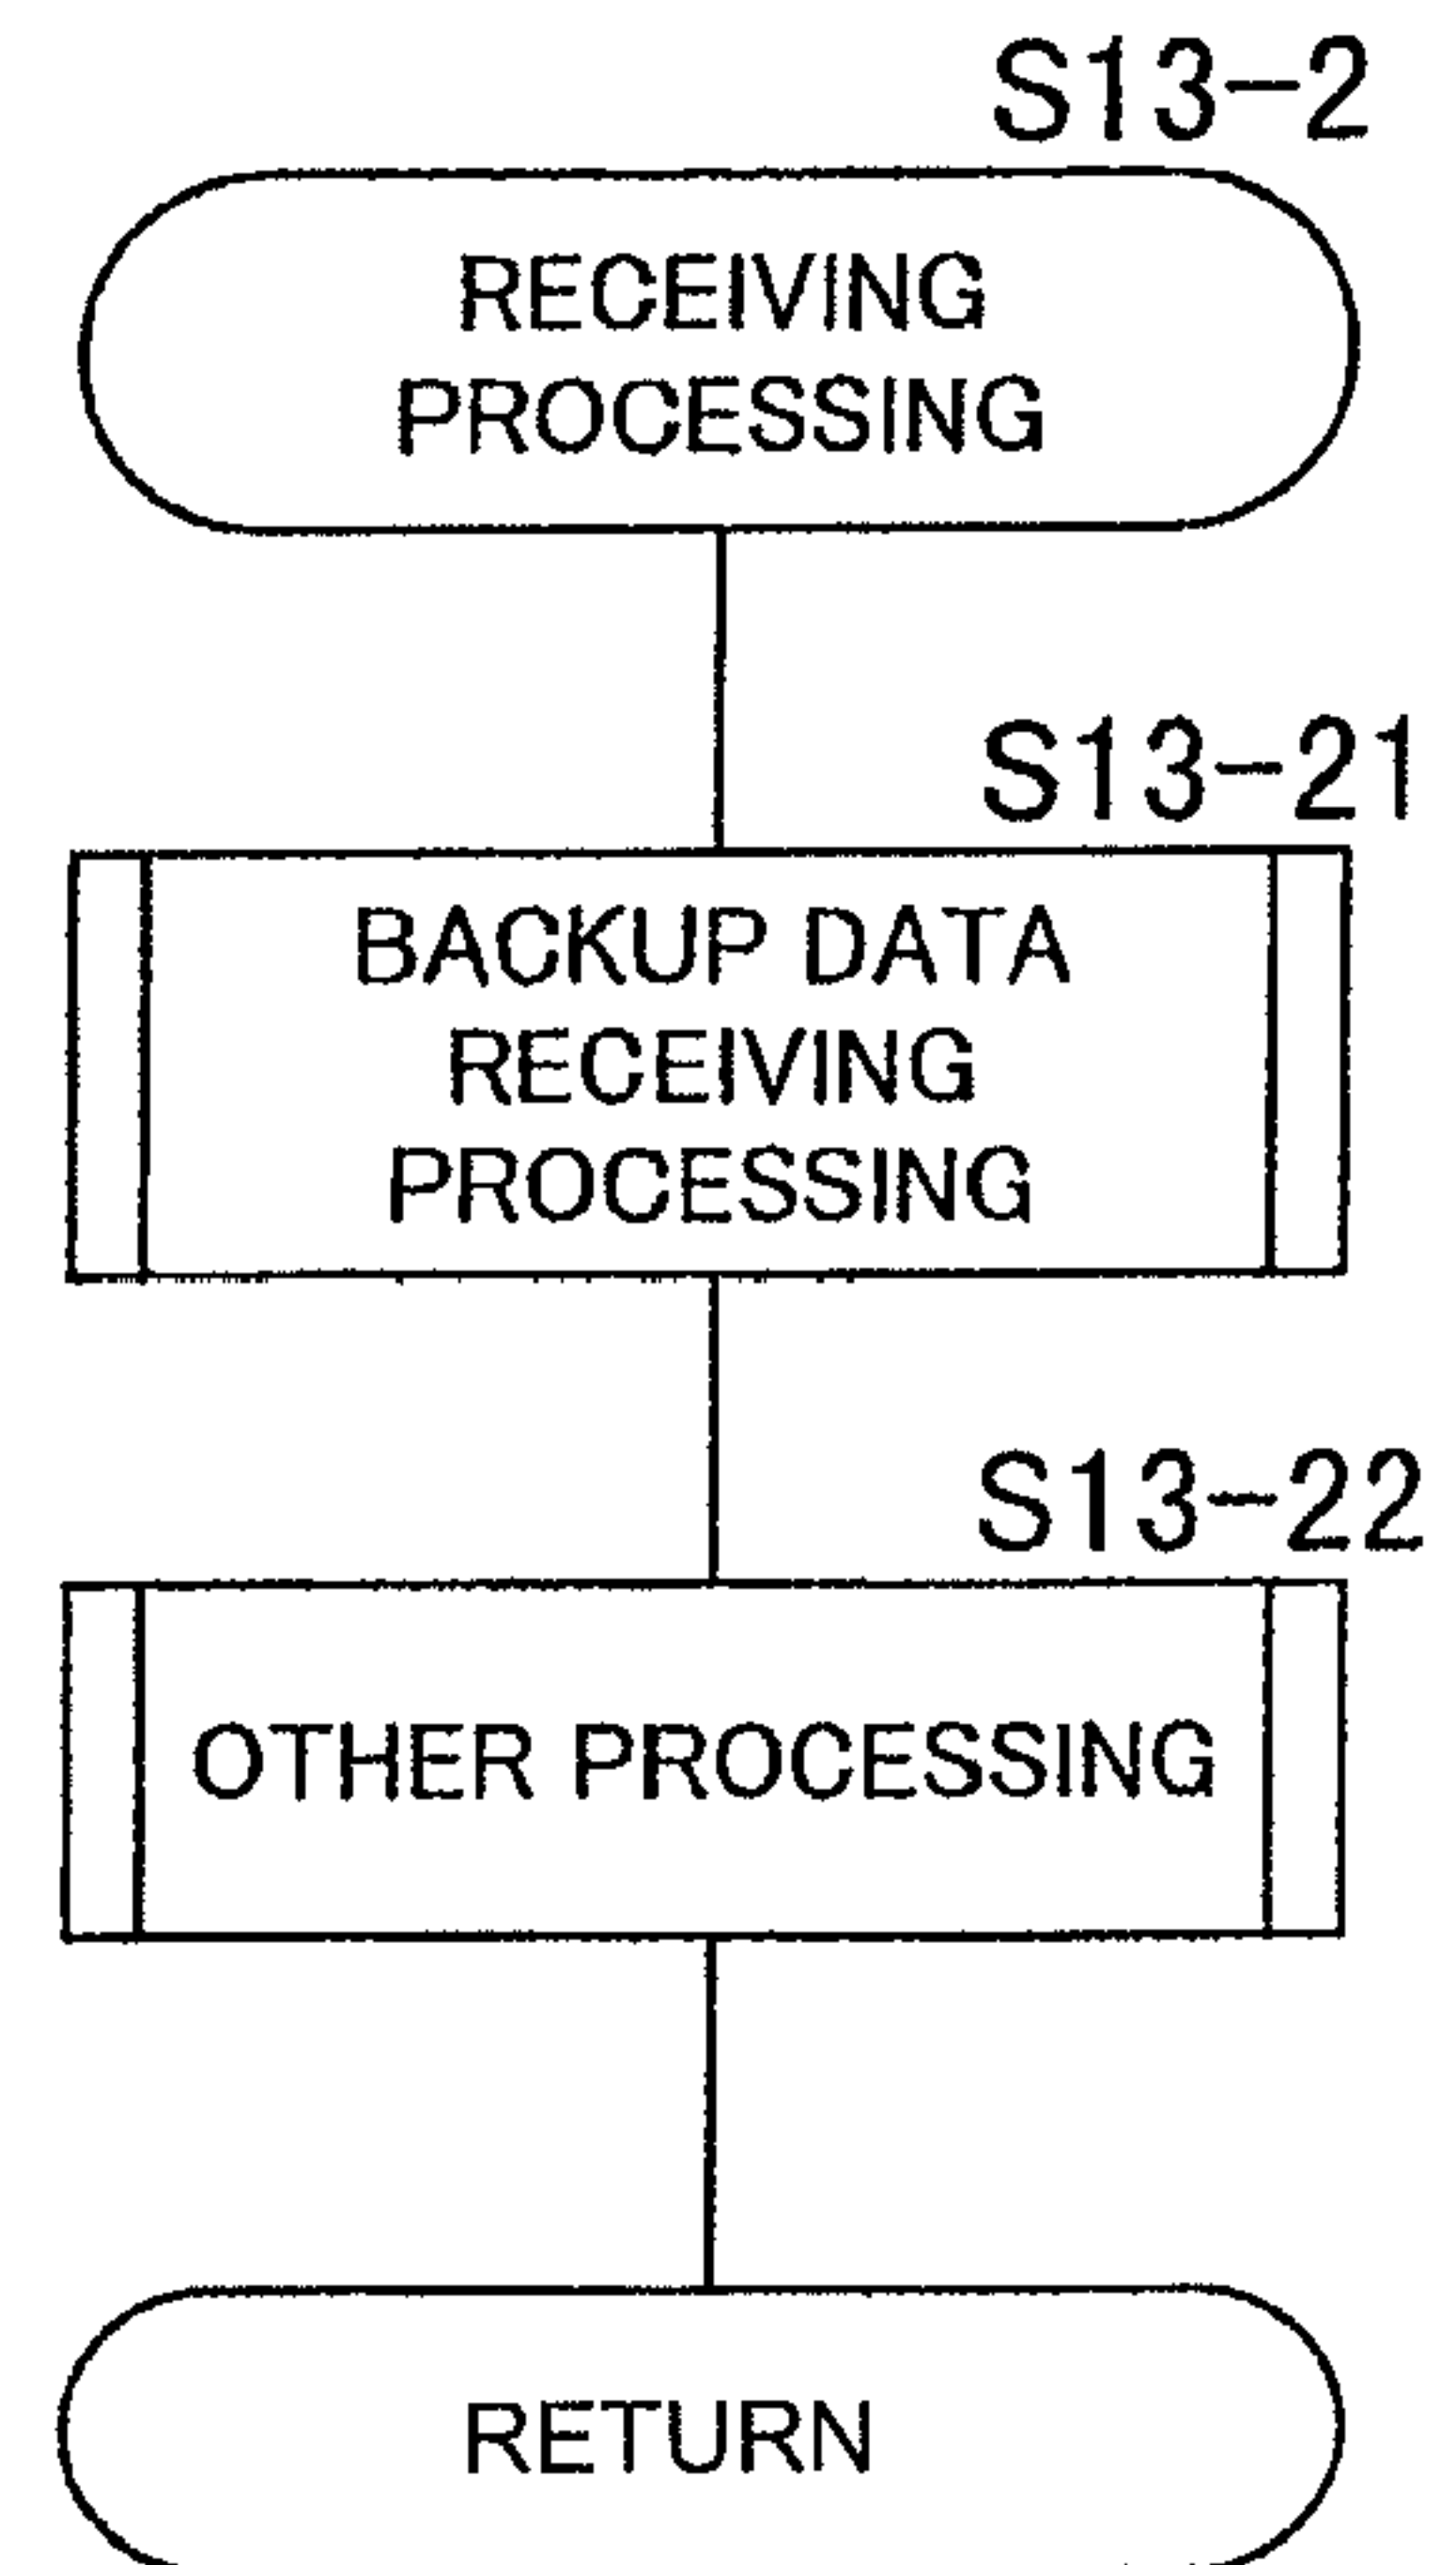 S13-2
RECEIVING
PROCESSING
S13-21
BACKUP DATA
RECEIVING
PROCESSING
S13-22
OTHER PROCESSING
RETURN